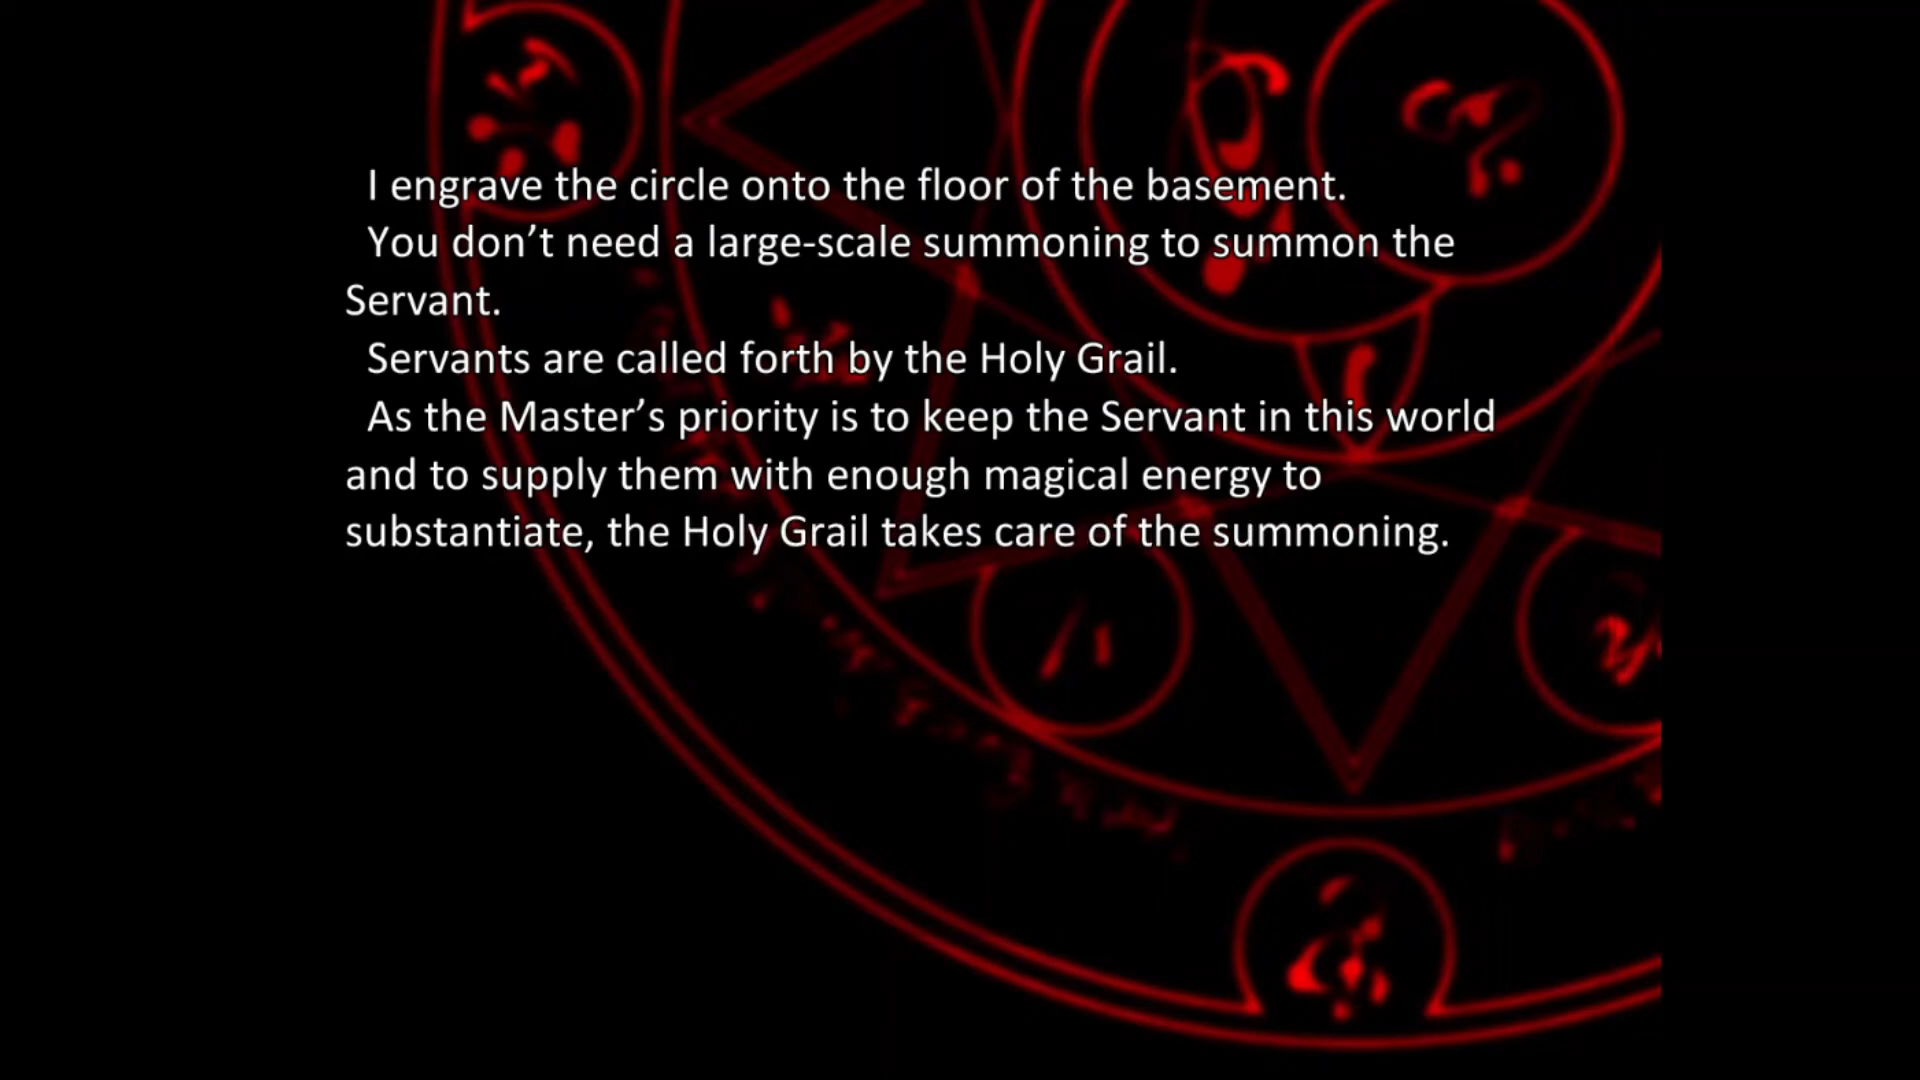 I engrave the circle onto the floor of the basement.
You don’t need a large-scale summoning to summon the
Servant.
Servants are called forth by the Holy Grail.
As the Master’s priority is to keep the Servant in this world
and to supply them with enough magical energy to
substantiate, the Holy Grail takes care of the summoning.